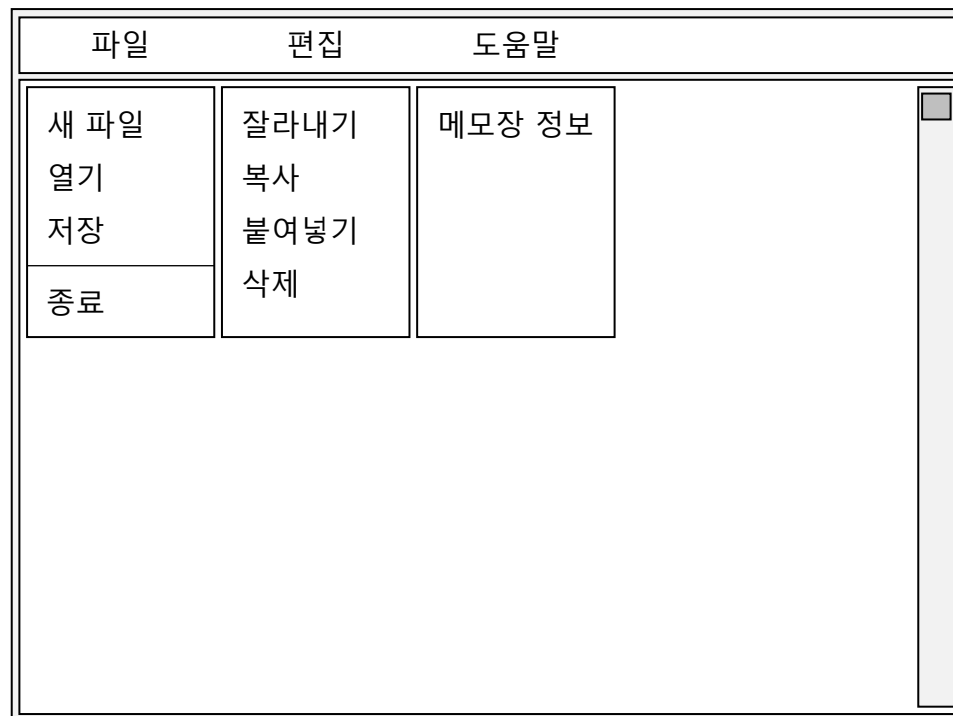 파일 편집 도움말
새 파일
열기
저장
종료
잘라내기
복사
붙여넣기
삭제
메모장 정보